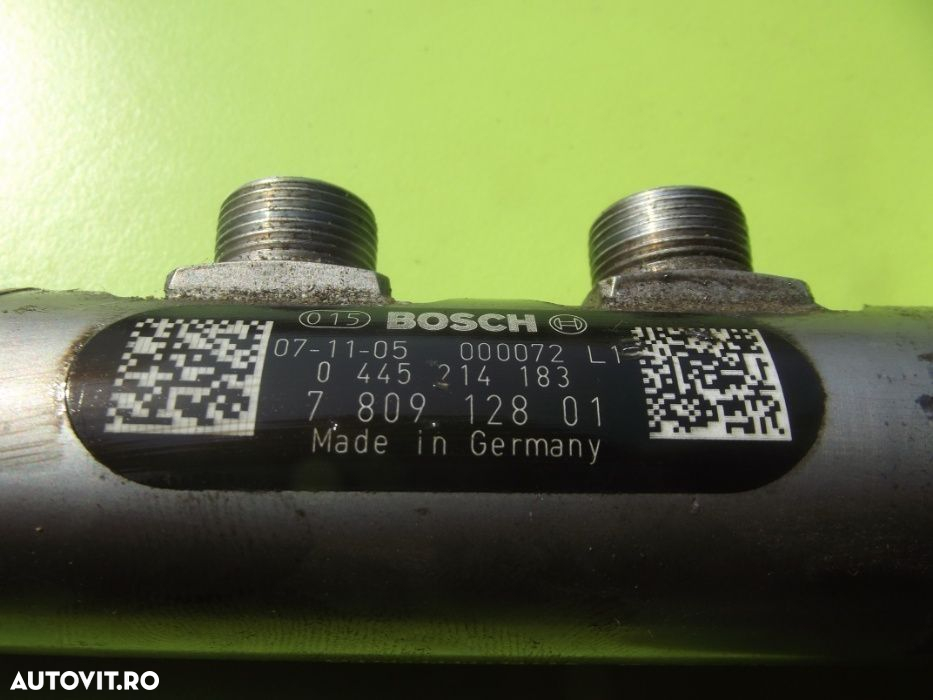 015 BOSCH
07-11-05 000072 L1
0 445 214 183
7 809 128 01
Made in Germany
AUTOVIT.RO